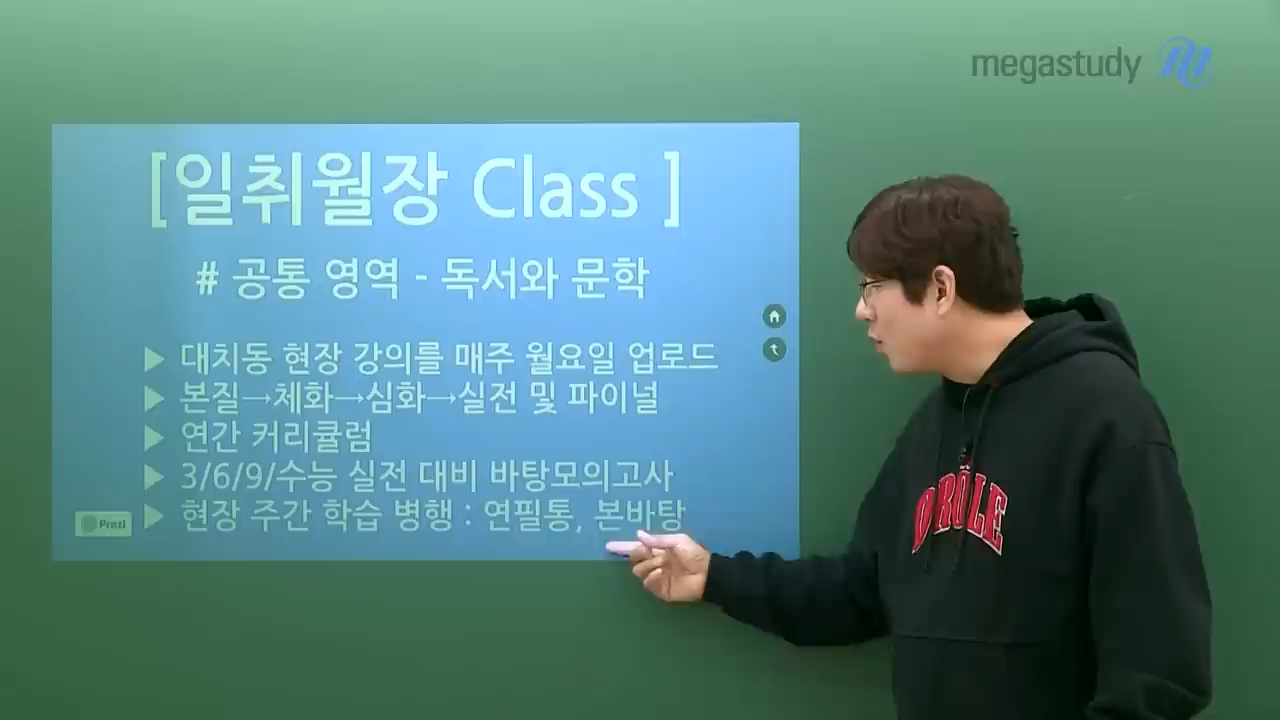 megastudy
[일취월장 Class ]
# 공통 영역 - 독서와 문학
▶ 대치동 현장 강의를 매주 월요일 업로드
▶ 본질→체화→심화→실전 및 파이널
▶ 연간 커리큘럼
▶ 3/6/9/수능 실전 대비 바탕모의고사
▶ 현장 주간 학습 병행 : 연필통, 본바탕
Prezi
DROLE